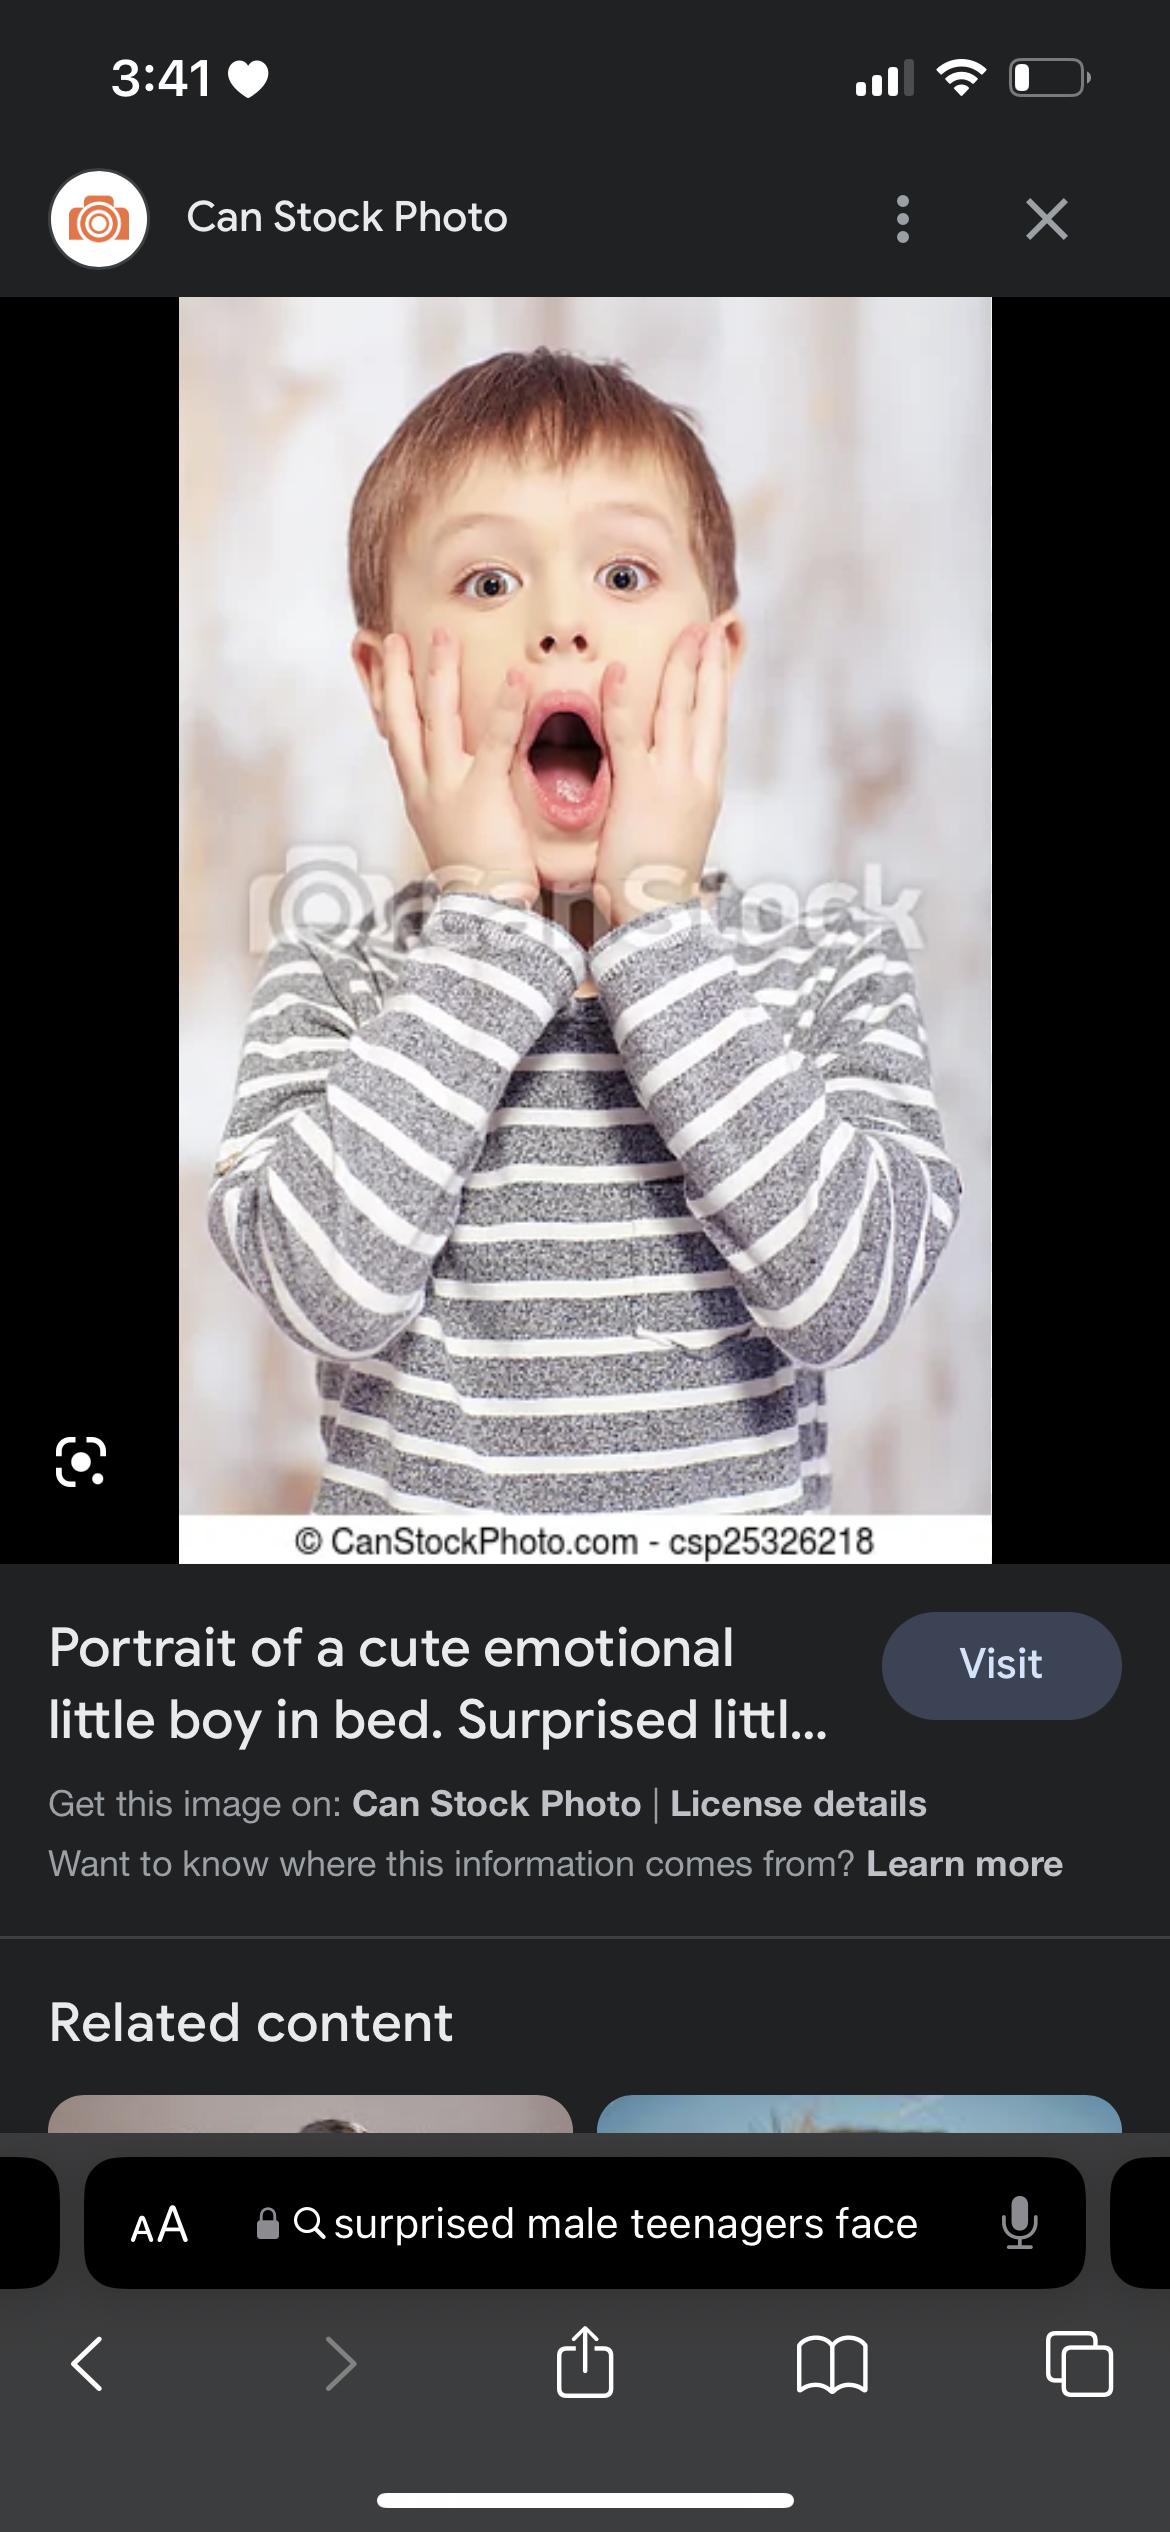 3:41
Can Stock Photo
CanStock
© CanStockPhoto.com - csp25326218
Portrait of a cute emotional
little boy in bed. Surprised littl...
Visit
Get this image on: Can Stock Photo | License details
Want to know where this information comes from? Learn more
Related content
AA surprised male teenagers face